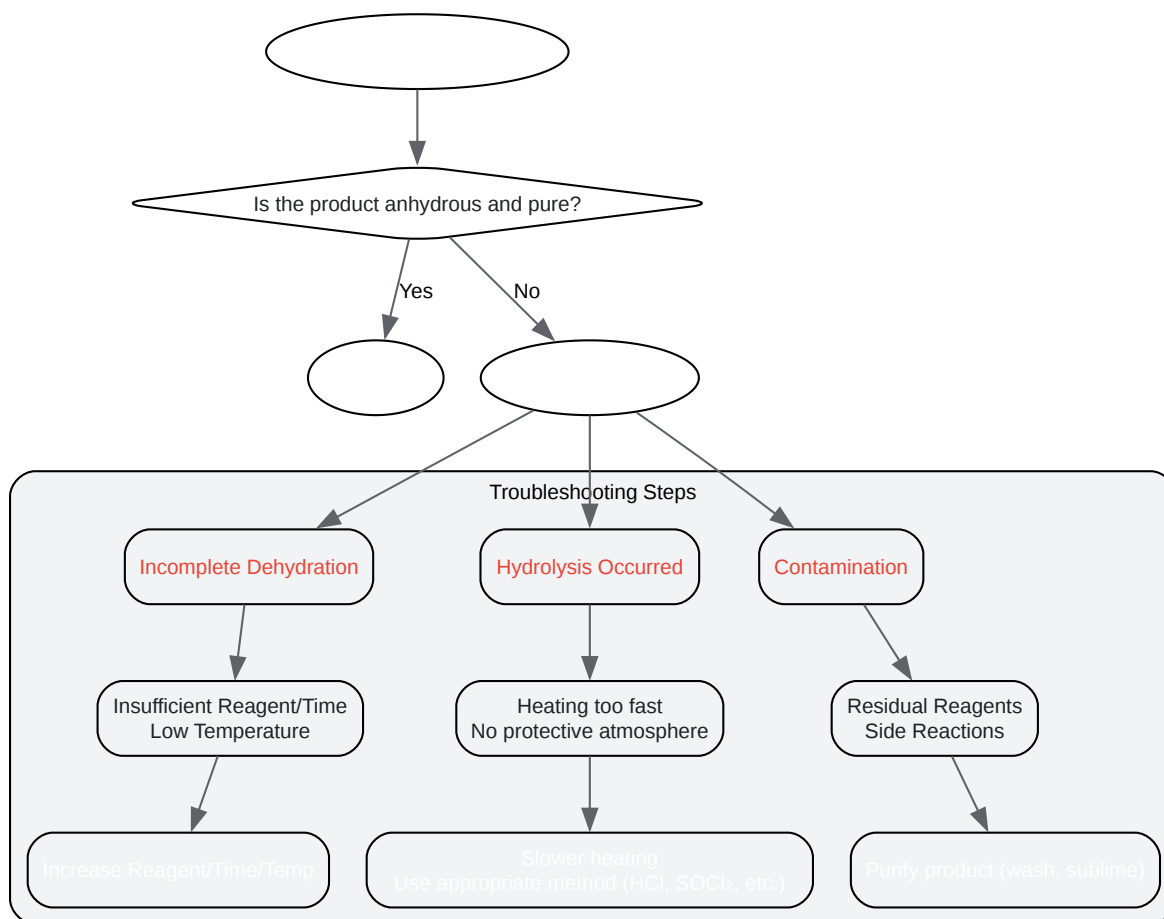 Is the product anhydrous and pure?
Yes
No
Troubleshooting Steps
Incomplete Dehydration
Hydrolysis Occurred
Contamination
Insufficient Reagent/Time
Low Temperature
Heating too fast
No protective atmosphere
Residual Reagents
Side Reactions
Increase Reagent/Time/Temp
Slower heating
Use appropriate method (HCl, SOCl₂, etc.)
Purify product (wash, sublime)